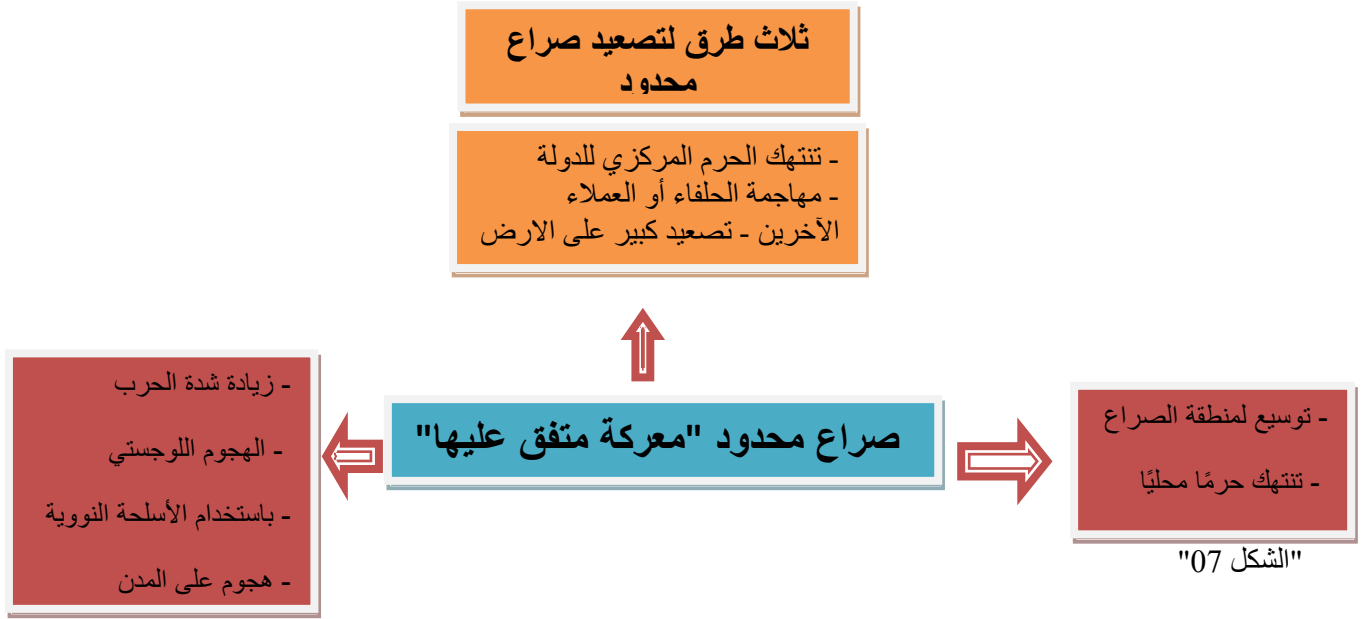 ثلاث طرق لتصعيد صراع
محدود
- تنتهك الحرم المركزي للدولة
- مهاجمة الحلفاء أو العملاء
الآخرين - تصعيد كبير على الارض
صراع محدود "معركة متفق عليها"
- توسيع لمنطقة الصراع
- تنتهك حرمًا محليًا
- زيادة شدة الحرب
- الهجوم اللوجستي
- باستخدام الأسلحة النووية
- هجوم على المدن
"الشكل 07"